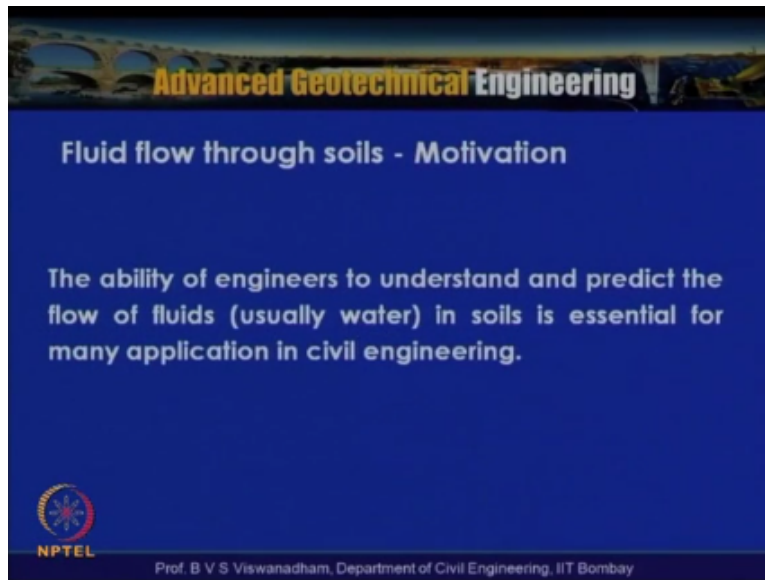 Advanced Geotechnical Engineering
Fluid flow through soils - Motivation
The ability of engineers to understand and predict the
flow of fluids (usually water) in soils is essential for
many application in civil engineering.
NPTEL
Prof. B V S Viswanadham, Department of Civil Engineering, IIT Bombay